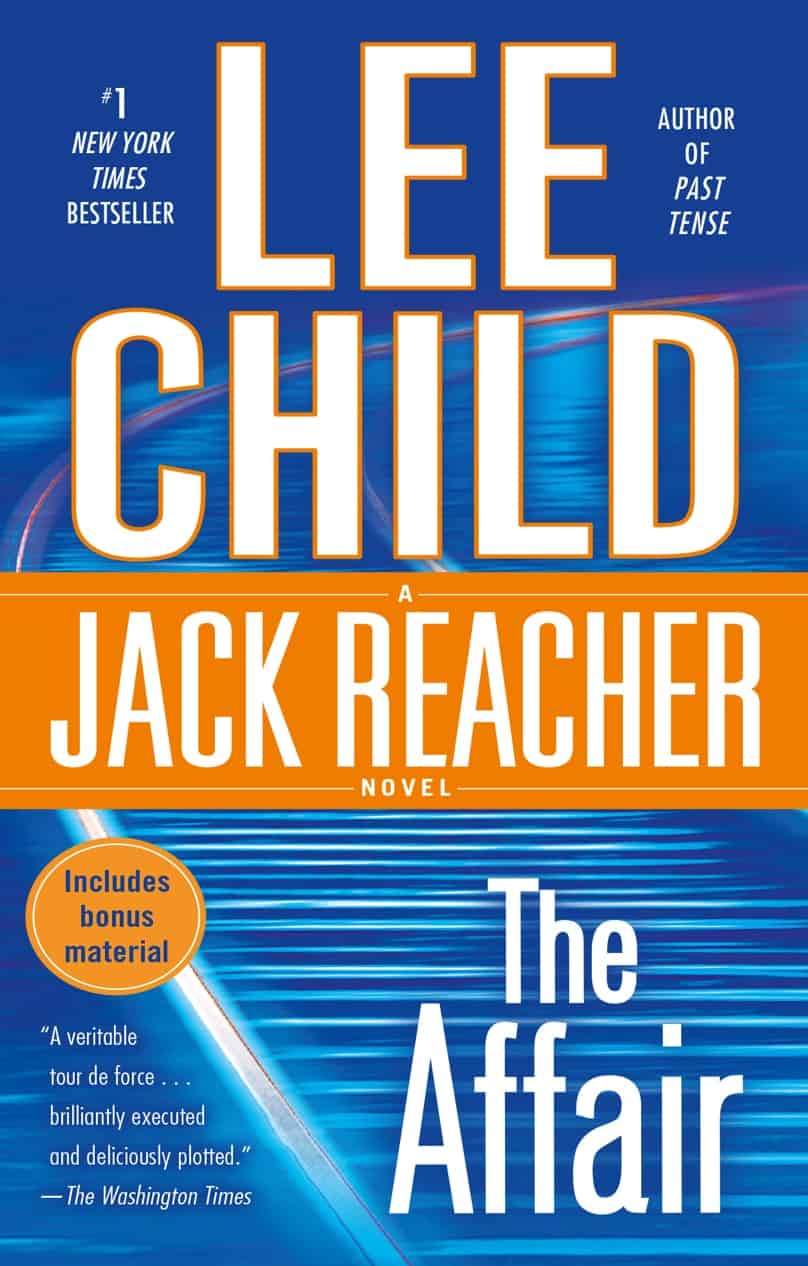 #1
NEW YORK
TIMES
BESTSELLER
AUTHOR
OF
PAST
TENSE
LEE
CHILD
A
JACK REACHER
NOVEL
Includes
bonus
material
The
Affair
“A veritable
tour de force . . .
brilliantly executed
and deliciously plotted.”
—The Washington Times